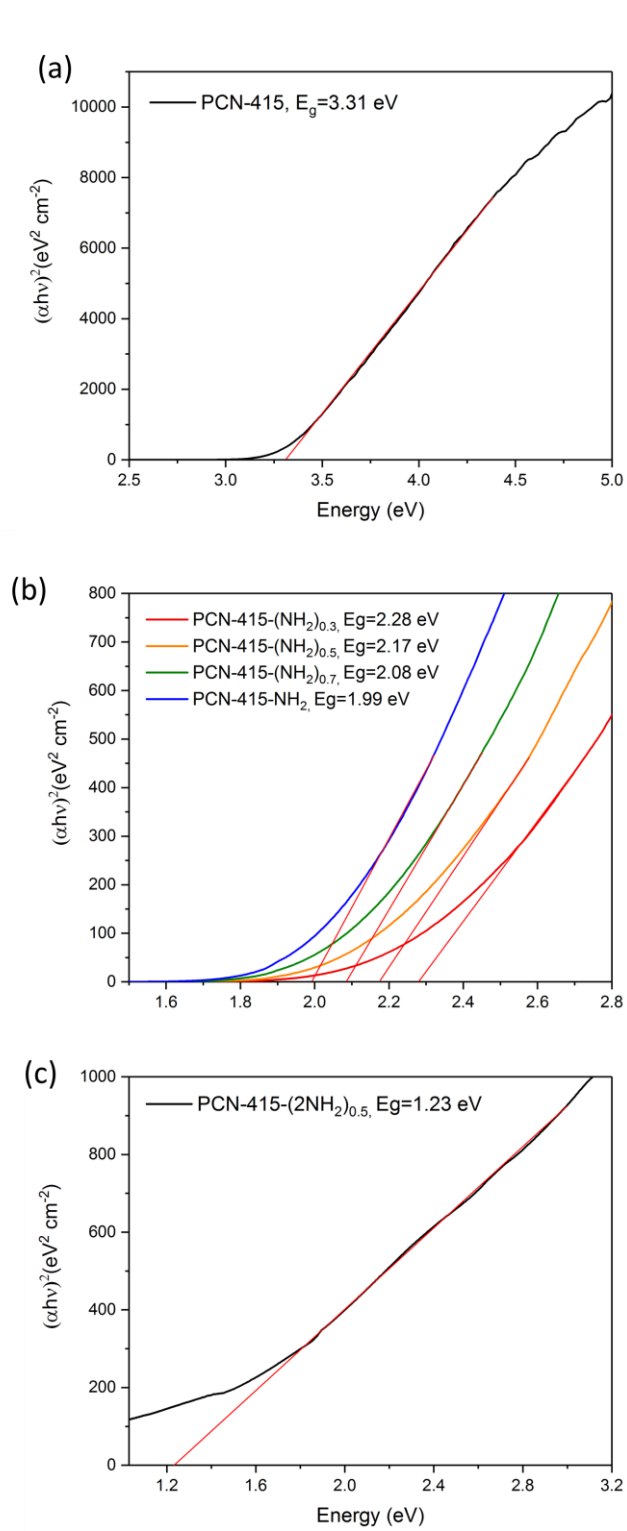 (a)
PCN-415, Eg=3.31 eV
10000
8000
6000
4000
2000
0
(αhν)²(eV² cm⁻²)
2.5 3.0 3.5 4.0 4.5 5.0
Energy (eV)
(b)
800
700
600
500
400
300
200
100
0
PCN-415-(NH₂)₀.₃, Eg=2.28 eV
PCN-415-(NH₂)₀.₅, Eg=2.17 eV
PCN-415-(NH₂)₀.₇, Eg=2.08 eV
PCN-415-NH₂, Eg=1.99 eV
(αhν)²(eV² cm⁻²)
1.6 1.8 2.0 2.2 2.4 2.6 2.8
(c)
1000
800
600
400
200
0
PCN-415-(2NH₂)₀.₅, Eg=1.23 eV
(αhν)²(eV² cm⁻²)
1.2 1.6 2.0 2.4 2.8 3.2
Energy (eV)